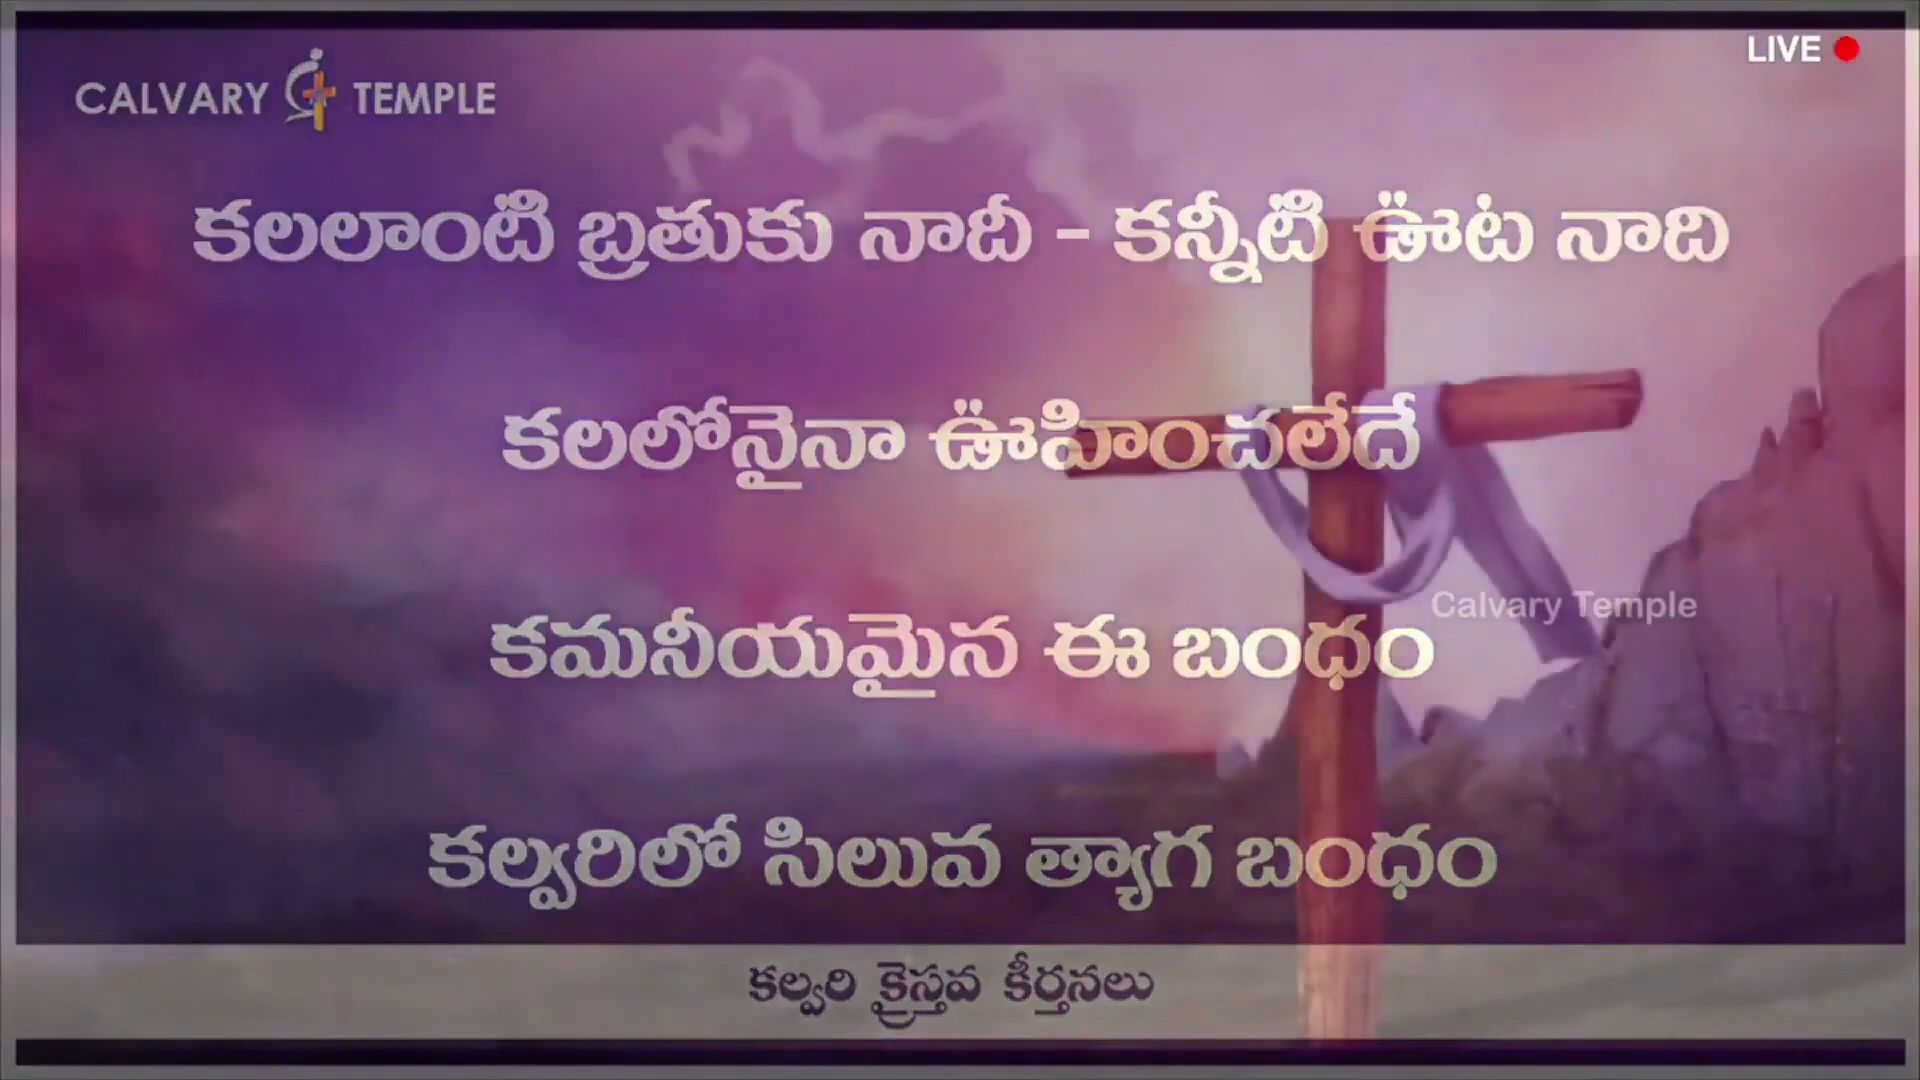 LIVE
CALVARY TEMPLE
కలలాంటి బ్రతుకు నాదీ - కన్నీటి ఊట నాది
కలలోనైనా ఊహించలేదే
Calvary Temple
కమనీయమైన ఈ బంధం
కల్వరిలో సిలువ త్యాగ బంధం
కల్వరి క్రైస్తవ కీర్తనలు